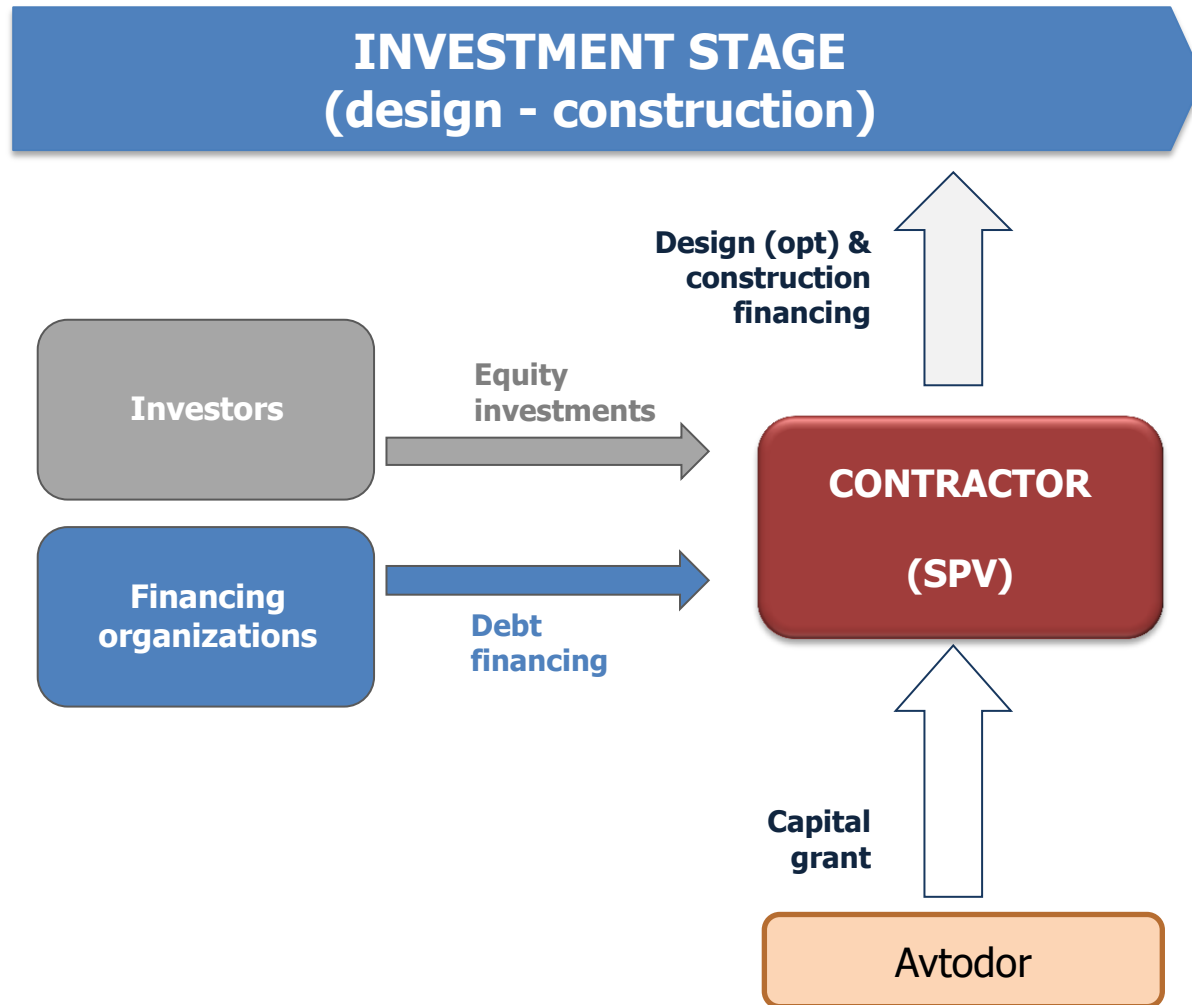 INVESTMENT STAGE
(design - construction)
Design (opt) &
construction
financing
Investors
Equity
investments
CONTRACTOR
(SPV)
Financing
organizations
Debt
financing
Capital
grant
Avtodor